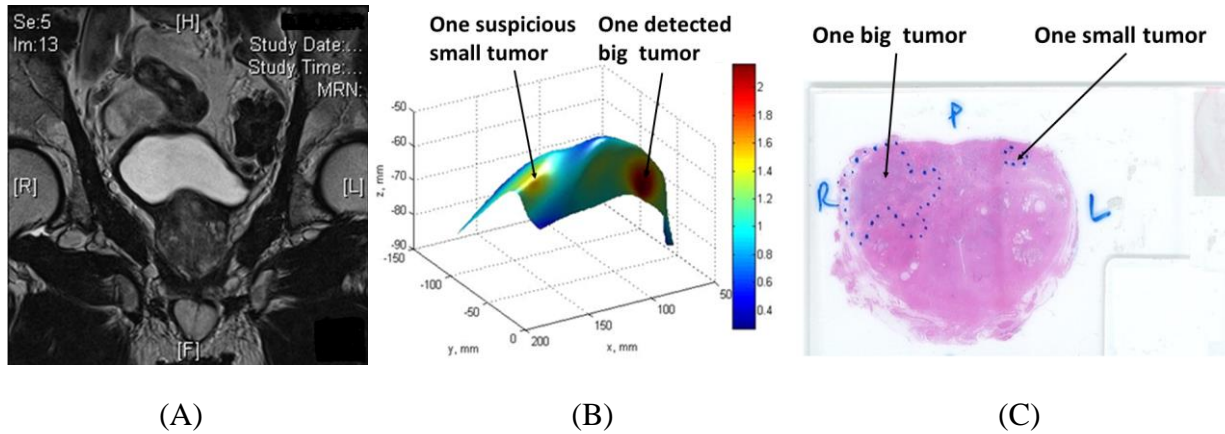 Se:5
Im:13
[H]
Study Date:...
Study Time:...
MRN:
[R]
[L]
[F]
One suspicious
small tumor
One detected
big tumor
-50
-60
-70
-80
-90
z, mm
-150
-100
-50
0
y, mm
200
150
100
50
x, mm
2
1.8
1.6
1.4
1.2
1
0.8
0.6
0.4
One big tumor
One small tumor
P
R
L
(A)
(B)
(C)